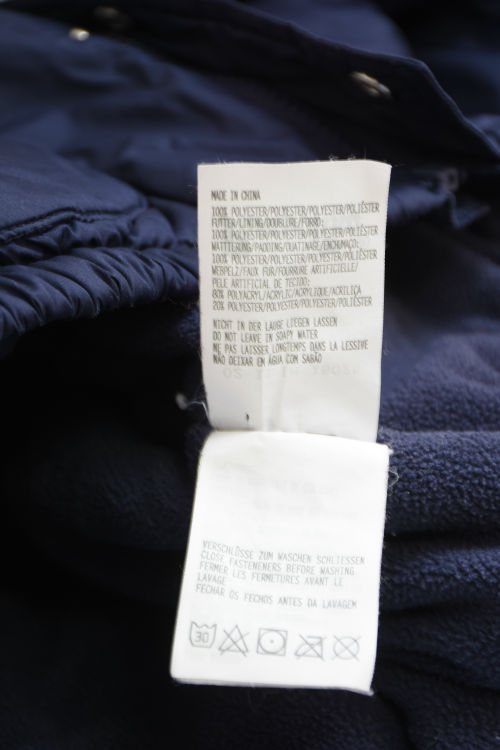 MADE IN CHINA
100% POLYESTER/POLYESTER/POLYESTER/POLIÉSTER
FUTTER/LINING/DOUBLURE/FORRO:
100% POLYESTER/POLYESTER/POLYESTER/POLIÉSTER
WATTIERUNG/PADDING/OUATINAGE/ENCHUMAÇO:
100% POLYESTER/POLYESTER/POLYESTER/POLIÉSTER
WEBPELZ/FAUX FUR/FOURRURE ARTIFICIELLE/
PELE ARTIFICIAL DE TECIDO:
80% POLYACRYL/ACRYLIC/ACRYLIQUE/ACRÍLICA
20% POLYESTER/POLYESTER/POLYESTER/POLIÉSTER
NICHT IN DER LAUGE LIEGEN LASSEN
DO NOT LEAVE IN SOAPY WATER
NE PAS LAISSER LONGTEMPS DANS LA LESSIVE
NÃO DEIXAR EM ÁGUA COM SABÃO
VERSCHLÜSSE ZUM WASCHEN SCHLIESSEN
CLOSE FASTENERS BEFORE WASHING
FERMER LES FERMETURES AVANT LE
LAVAGE
FECHAR OS FECHOS ANTES DA LAVAGEM
30